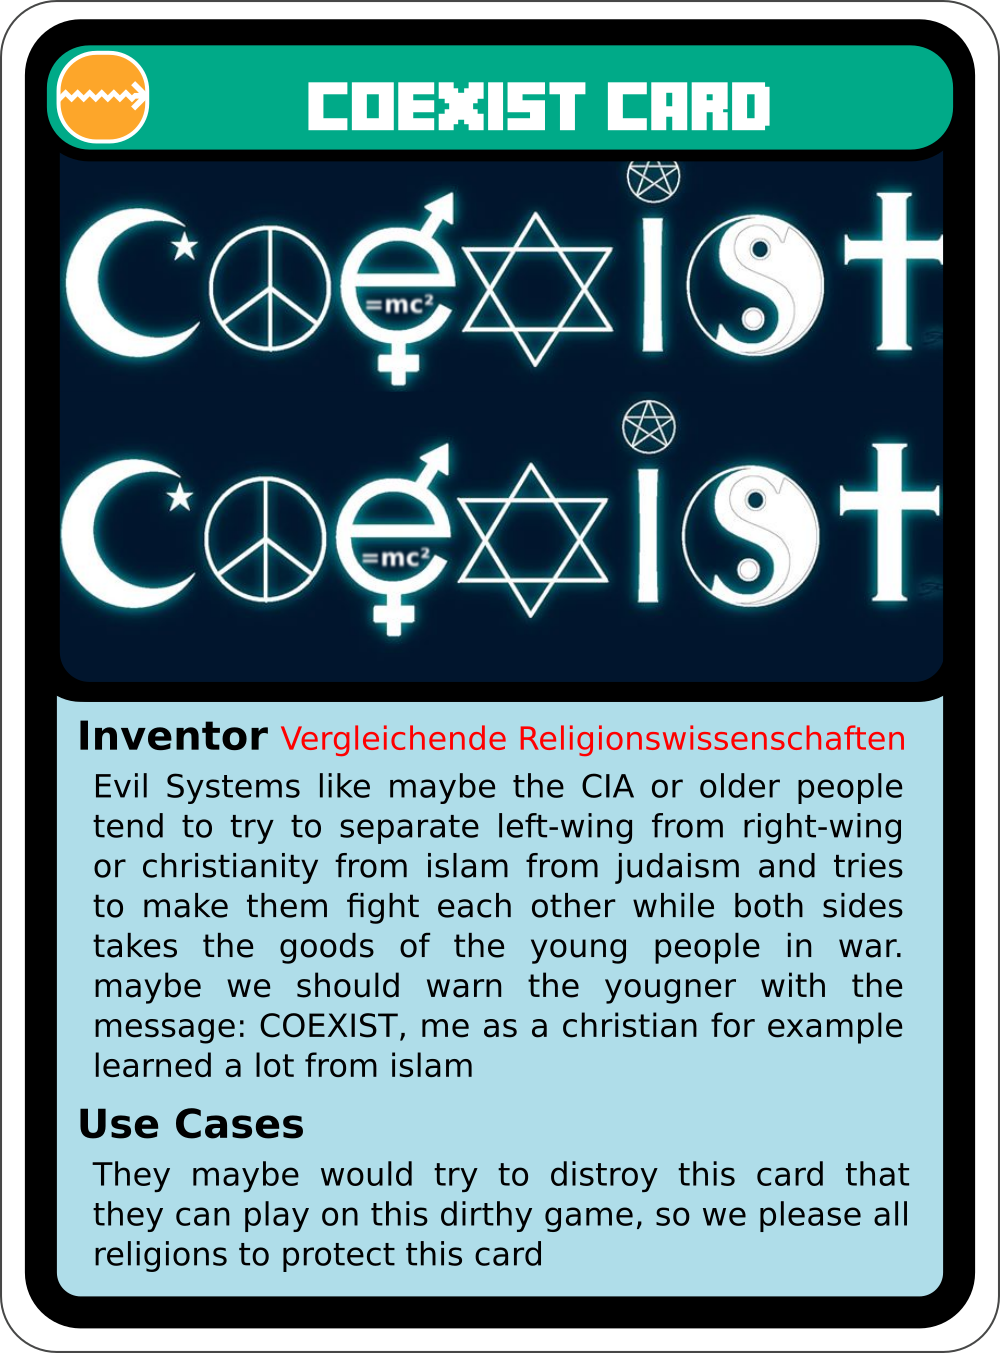 COEXIST CARD
Coexist
=mc²
Coexist
=mc²
Inventor Vergleichende Religionswissenschaften
Evil Systems like maybe the CIA or older people
tend to try to separate left-wing from right-wing
or christianity from islam from judaism and tries
to make them fight each other while both sides
takes the goods of the young people in war.
maybe we should warn the yougner with the
message: COEXIST, me as a christian for example
learned a lot from islam
Use Cases
They maybe would try to distroy this card that
they can play on this dirthy game, so we please all
religions to protect this card